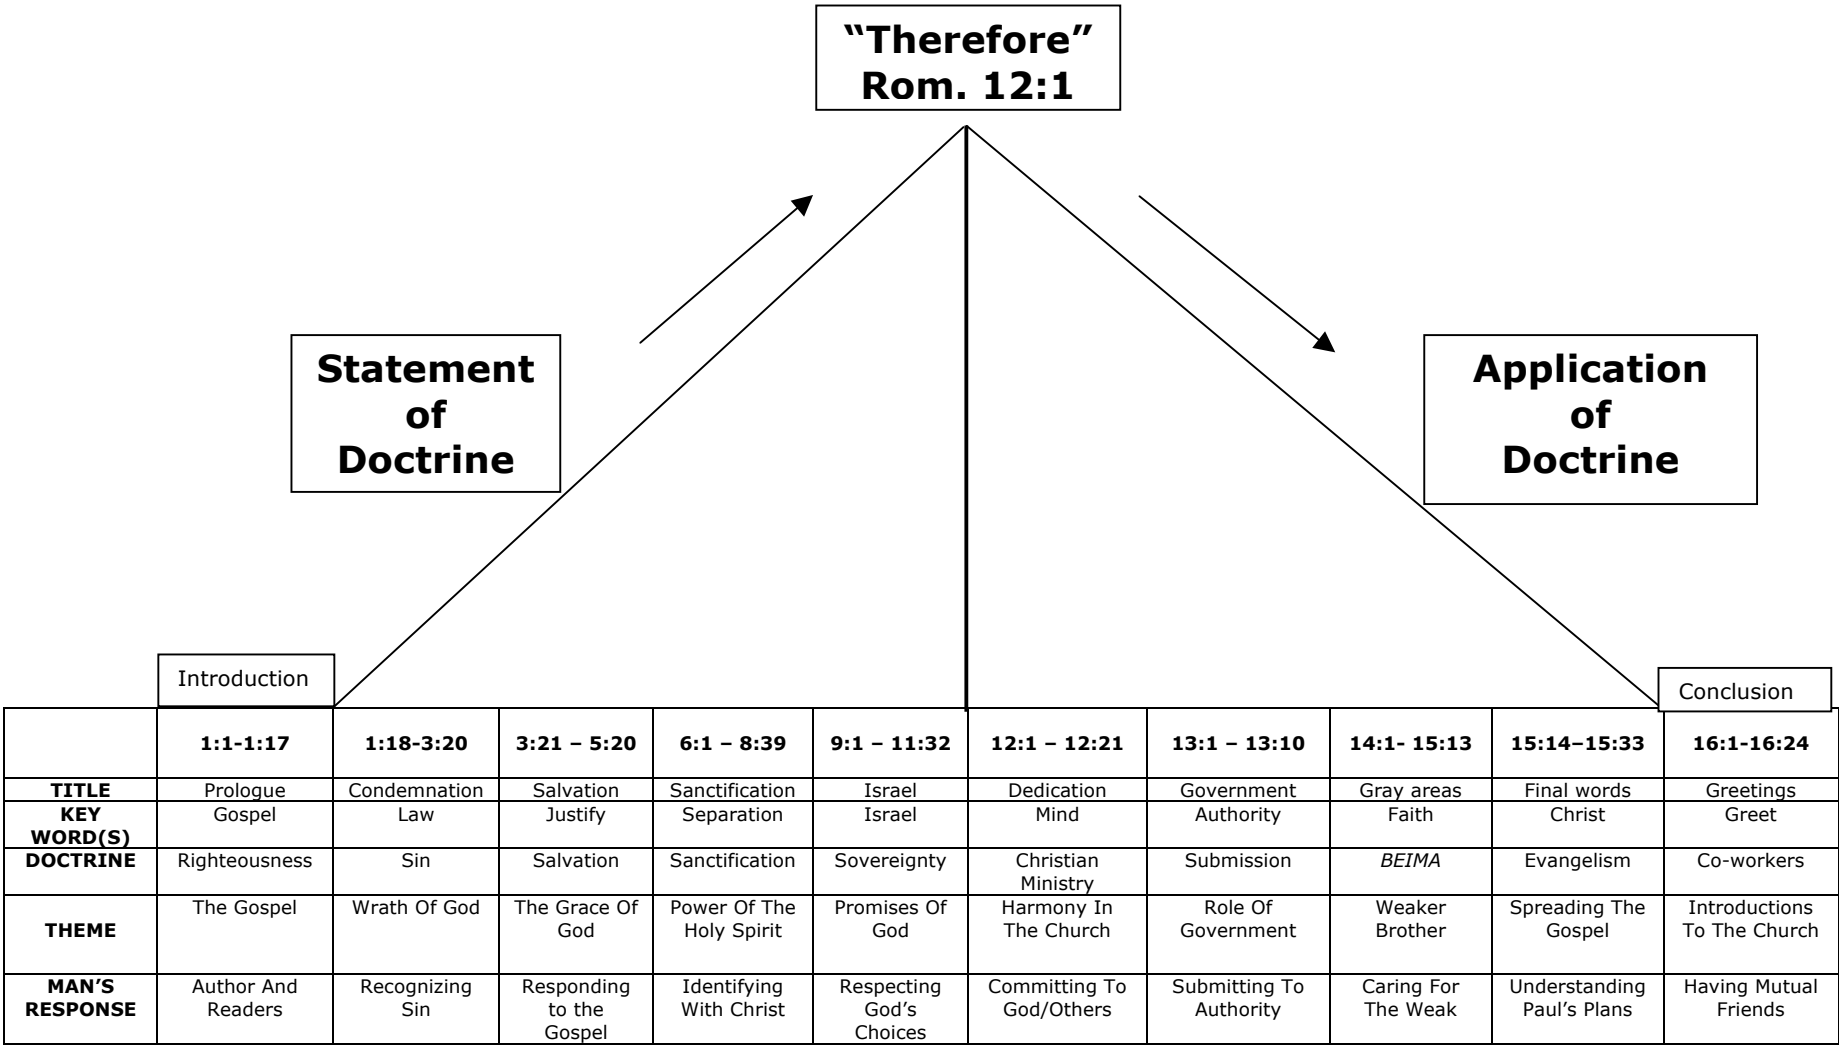 “Therefore”
Rom. 12:1
Statement
of
Doctrine
Application
of
Doctrine
Introduction
Conclusion
1:1-1:17 1:18-3:20 3:21 – 5:20 6:1 – 8:39 9:1 – 11:32 12:1 – 12:21 13:1 – 13:10 14:1- 15:13 15:14–15:33 16:1-16:24
TITLE Prologue Condemnation Salvation Sanctification Israel Dedication Government Gray areas Final words Greetings
KEY Gospel Law Justify Separation Israel Mind Authority Faith Christ Greet
WORD(S)
DOCTRINE Righteousness Sin Salvation Sanctification Sovereignty Christian Submission BEIMA Evangelism Co-workers
Ministry
The Gospel Wrath Of God The Grace Of Power Of The Promises Of Harmony In Role Of Weaker Spreading The Introductions
THEME God Holy Spirit God The Church Government Brother Gospel To The Church
MAN’S Author And Recognizing Responding Identifying Respecting Committing To Submitting To Caring For Understanding Having Mutual
RESPONSE Readers Sin to the With Christ God’s God/Others Authority The Weak Paul’s Plans Friends
Gospel Choices